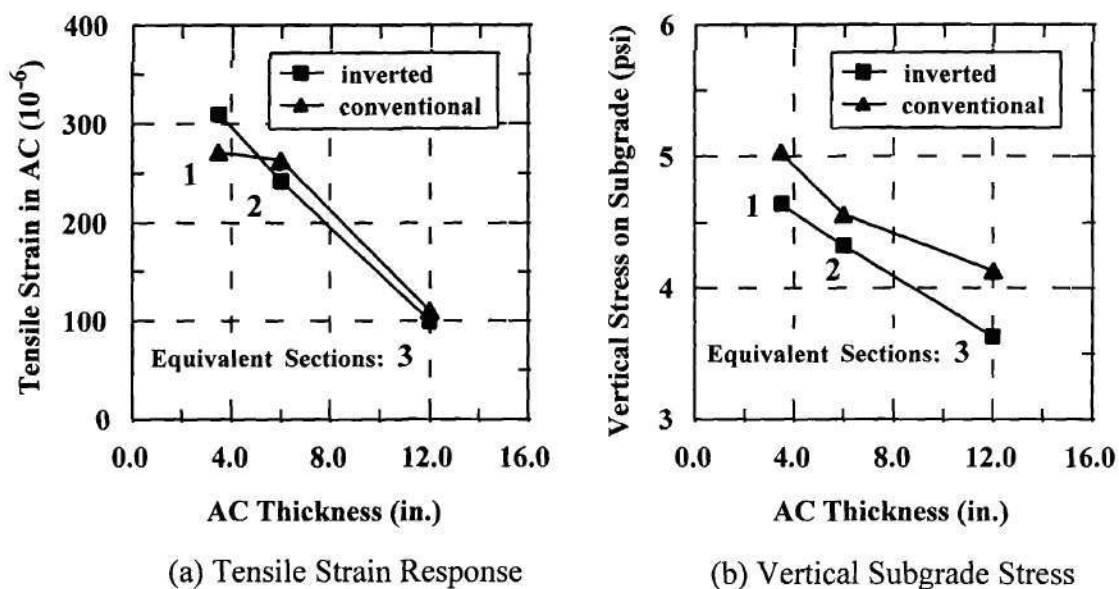 400
300
200
100
0
Tensile Strain in AC (10⁻⁶)
inverted
conventional
1
2
Equivalent Sections: 3
0.0 4.0 8.0 12.0 16.0
AC Thickness (in.)
(a) Tensile Strain Response
6
5
4
3
Vertical Stress on Subgrade (psi)
inverted
conventional
1
2
Equivalent Sections: 3
0.0 4.0 8.0 12.0 16.0
AC Thickness (in.)
(b) Vertical Subgrade Stress